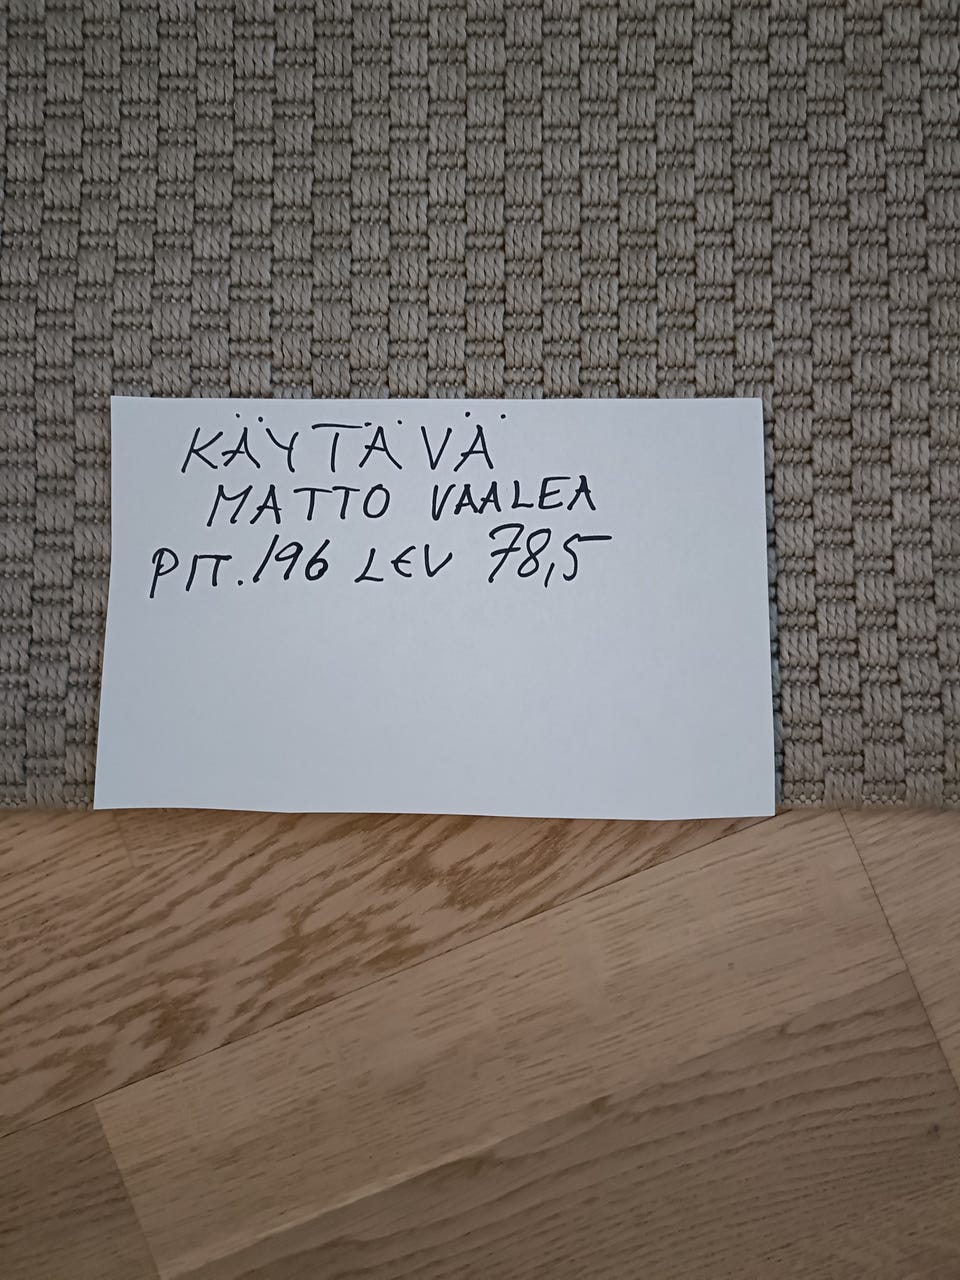 KÄYTÄVÄ
MATTO VAALEA
PIT. 196 LEV 78,5